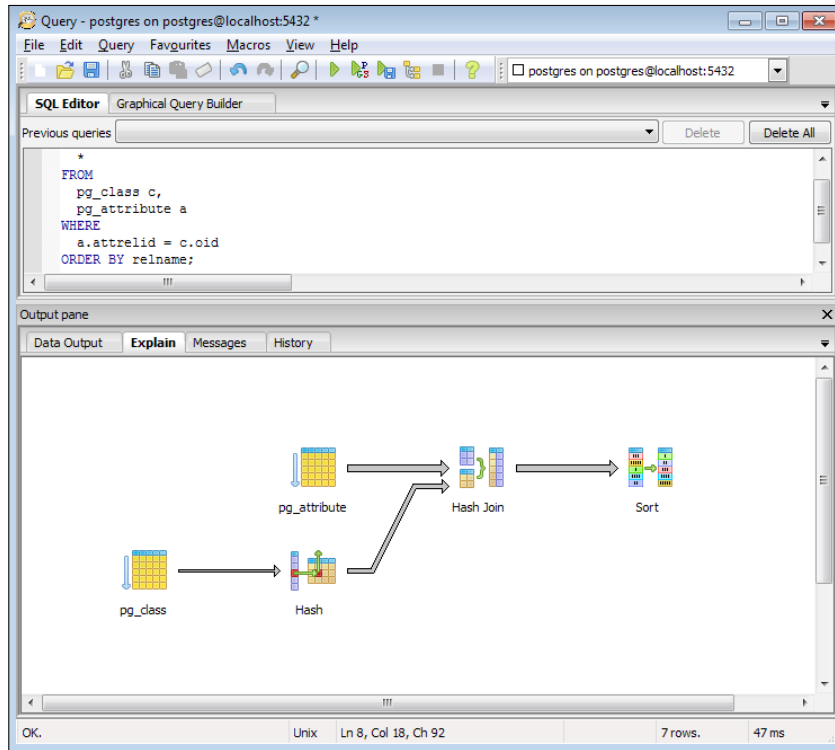 Query - postgres on postgres@localhost:5432 *
File Edit Query Favourites Macros View Help
postgres on postgres@localhost:5432
SQL Editor Graphical Query Builder
Previous queries Delete Delete All
*
FROM
pg_class c,
pg_attribute a
WHERE
a.attrelid = c.oid
ORDER BY relname;
Output pane
Data Output Explain Messages History
pg_attribute Hash Join Sort
pg_class Hash
OK. Unix Ln 8, Col 18, Ch 92 7 rows. 47 ms